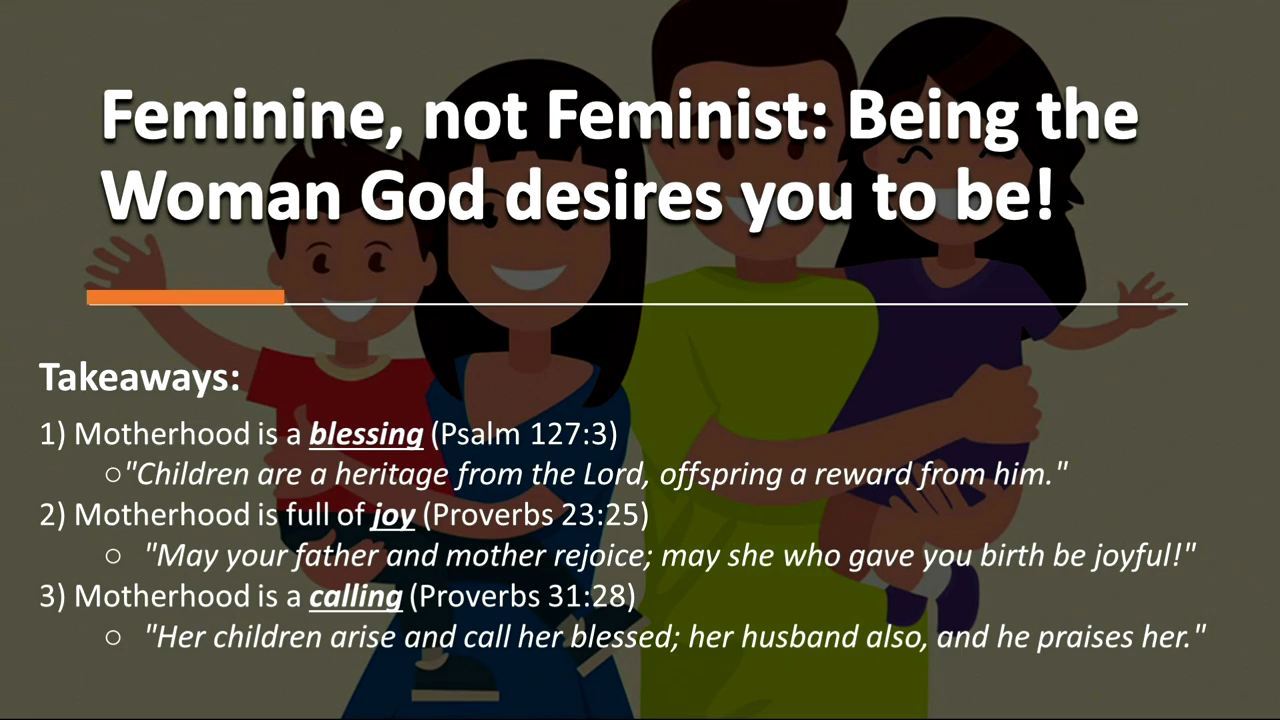 Feminine, not Feminist: Being the
Woman God desires you to be!
Takeaways:
1) Motherhood is a blessing (Psalm 127:3)
○"Children are a heritage from the Lord, offspring a reward from him."
2) Motherhood is full of joy (Proverbs 23:25)
○ "May your father and mother rejoice; may she who gave you birth be joyful!"
3) Motherhood is a calling (Proverbs 31:28)
○ "Her children arise and call her blessed; her husband also, and he praises her."